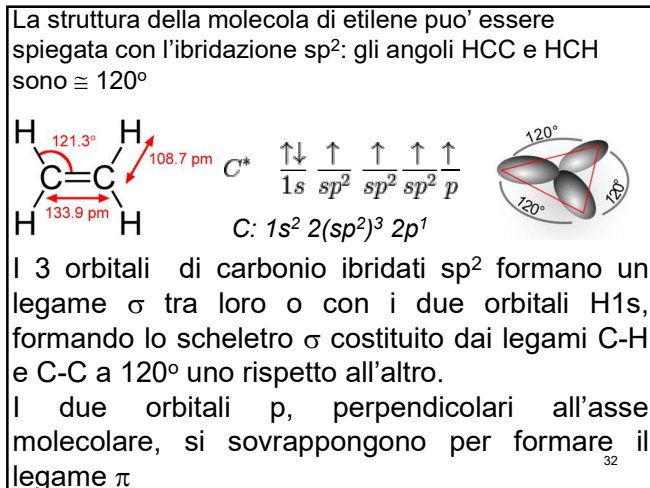 La struttura della molecola di etilene puo' essere
spiegata con l'ibridazione sp²: gli angoli HCC e HCH
sono ≅ 120º
H H
121.3° 108.7 pm
C=C
133.9 pm
H H
C* ↑↓ ↑ ↑ ↑ ↑
1s sp² sp² sp² p
C: 1s² 2(sp²)³ 2p¹
120°
120° 120°
I 3 orbitali di carbonio ibridati sp² formano un
legame σ tra loro o con i due orbitali H1s,
formando lo scheletro σ costituito dai legami C-H
e C-C a 120º uno rispetto all'altro.
I due orbitali p, perpendicolari all'asse
molecolare, si sovrappongono per formare il
legame π
32